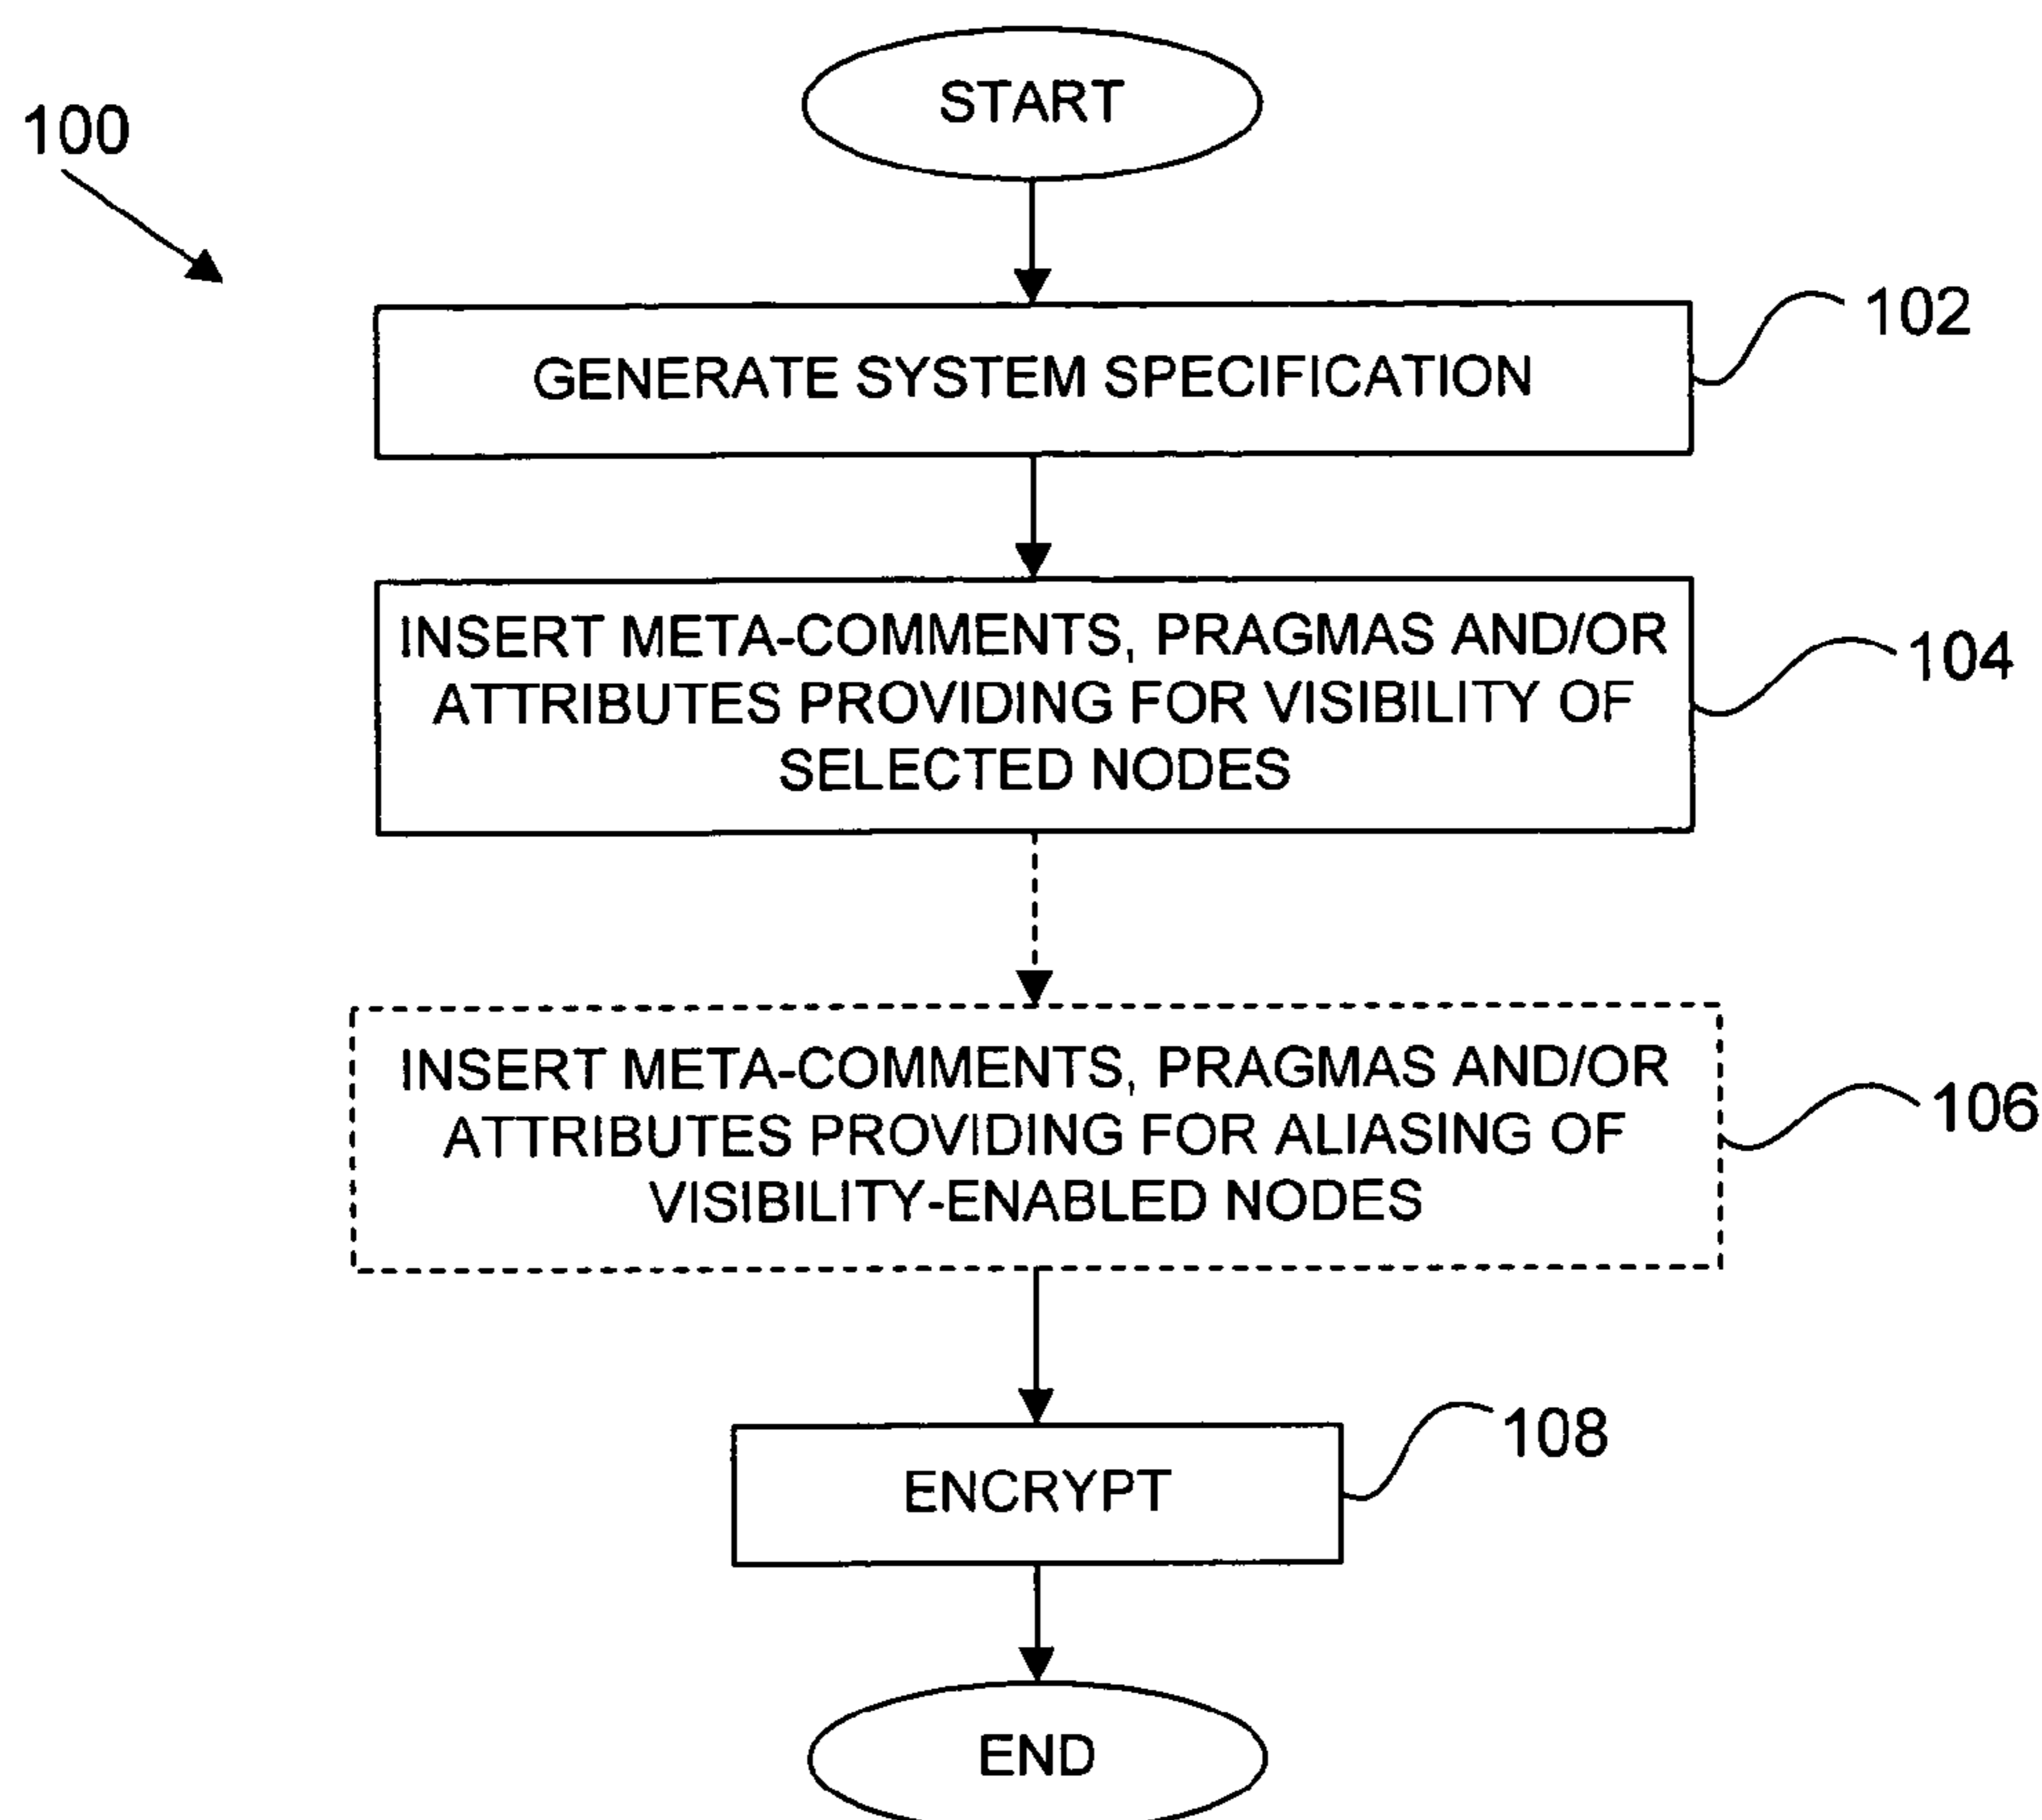 START
100
GENERATE SYSTEM SPECIFICATION
102
INSERT META-COMMENTS, PRAGMAS AND/OR
ATTRIBUTES PROVIDING FOR VISIBILITY OF
SELECTED NODES
104
INSERT META-COMMENTS, PRAGMAS AND/OR
ATTRIBUTES PROVIDING FOR ALIASING OF
VISIBILITY-ENABLED NODES
106
ENCRYPT
108
END